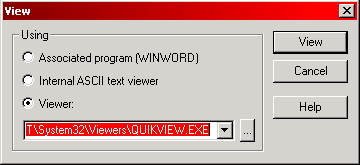 View
Using
Associated program (WINWORD)
Internal ASCII text viewer
Viewer:
T\System32\Viewers\QUIKVIEW.EXE
...
View
Cancel
Help